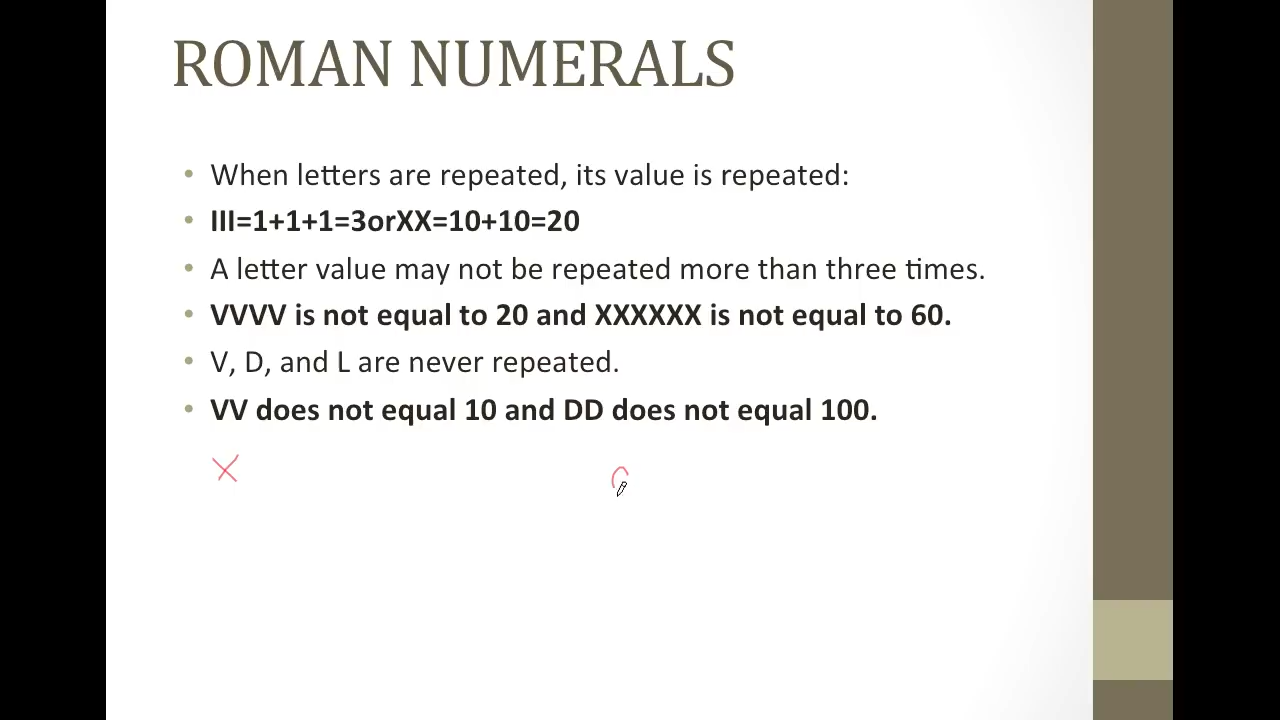 ROMAN NUMERALS
• When letters are repeated, its value is repeated:
• III=1+1+1=3orXX=10+10=20
• A letter value may not be repeated more than three times.
• VVVV is not equal to 20 and XXXXXX is not equal to 60.
• V, D, and L are never repeated.
• VV does not equal 10 and DD does not equal 100.
X